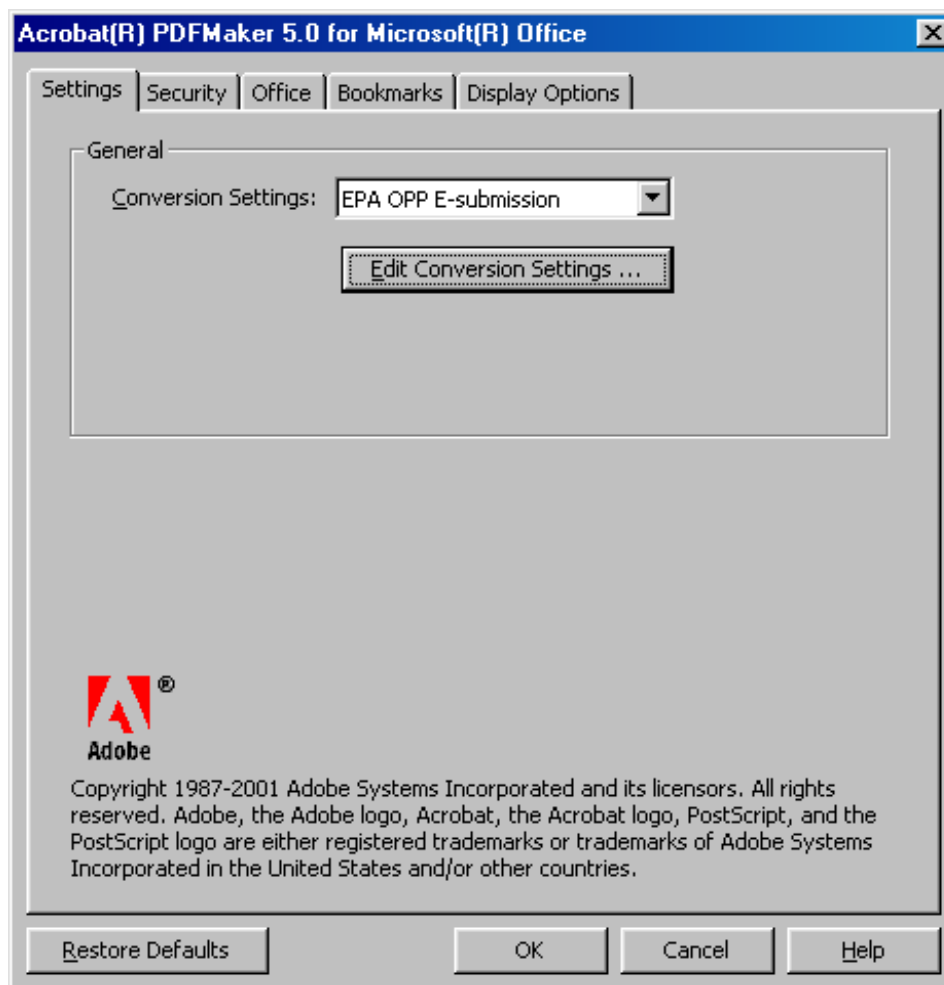 Acrobat(R) PDFMaker 5.0 for Microsoft(R) Office
Settings Security Office Bookmarks Display Options
General
Conversion Settings: EPA OPP E-submission
Edit Conversion Settings ...
®
Adobe
Copyright 1987-2001 Adobe Systems Incorporated and its licensors. All rights
reserved. Adobe, the Adobe logo, Acrobat, the Acrobat logo, PostScript, and the
PostScript logo are either registered trademarks or trademarks of Adobe Systems
Incorporated in the United States and/or other countries.
Restore Defaults OK Cancel Help